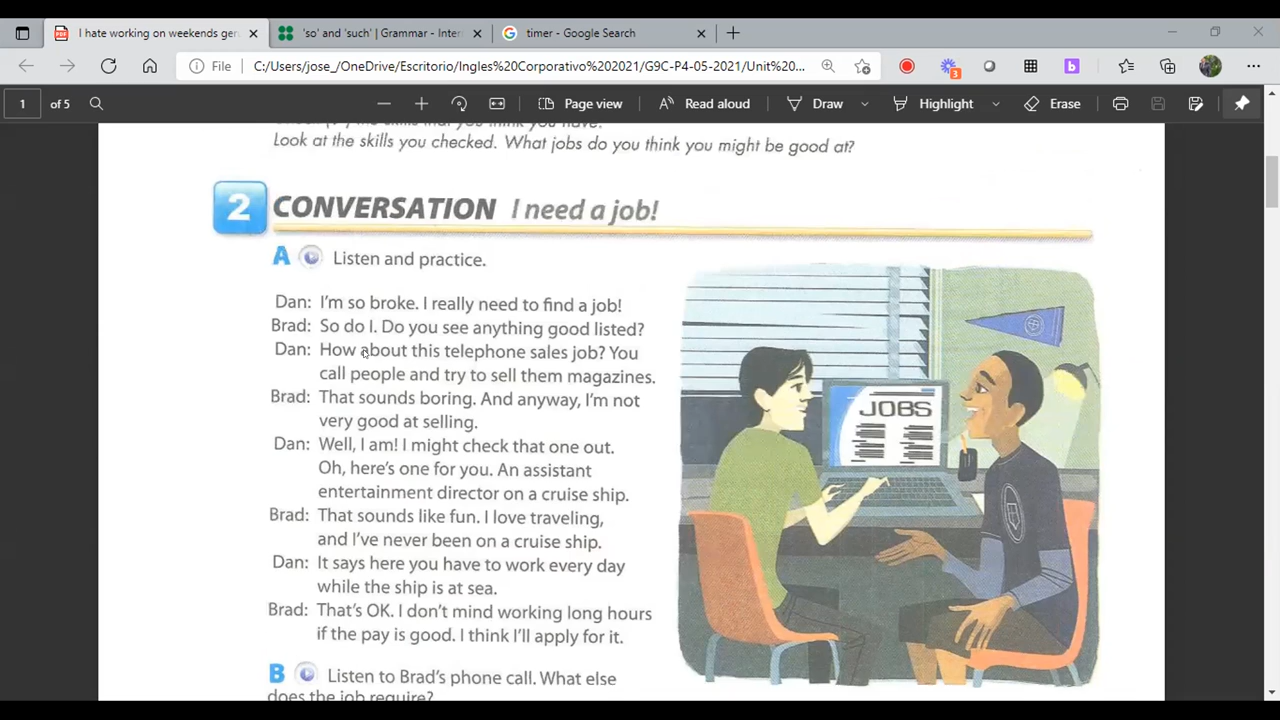 I hate working on weekends ger
'so' and 'such' | Grammar - Inter
timer - Google Search
File
C:/Users/jose_/OneDrive/Escritorio/Ingles%20Corporativo%202021/G9C-P4-05-2021/Unit%20...
3
1 of 5
Page view
Read aloud
Draw
Highlight
Erase
Look at the skills you checked. What jobs do you think you might be good at?
2 CONVERSATION I need a job!
A Listen and practice.
Dan: I'm so broke. I really need to find a job!
Brad: So do I. Do you see anything good listed?
Dan: How about this telephone sales job? You
call people and try to sell them magazines.
Brad: That sounds boring. And anyway, I'm not
very good at selling.
Dan: Well, I am! I might check that one out.
Oh, here's one for you. An assistant
entertainment director on a cruise ship.
Brad: That sounds like fun. I love traveling,
and I've never been on a cruise ship.
Dan: It says here you have to work every day
while the ship is at sea.
Brad: That's OK. I don't mind working long hours
if the pay is good. I think I'll apply for it.
B Listen to Brad's phone call. What else
does the job require?
JOBS